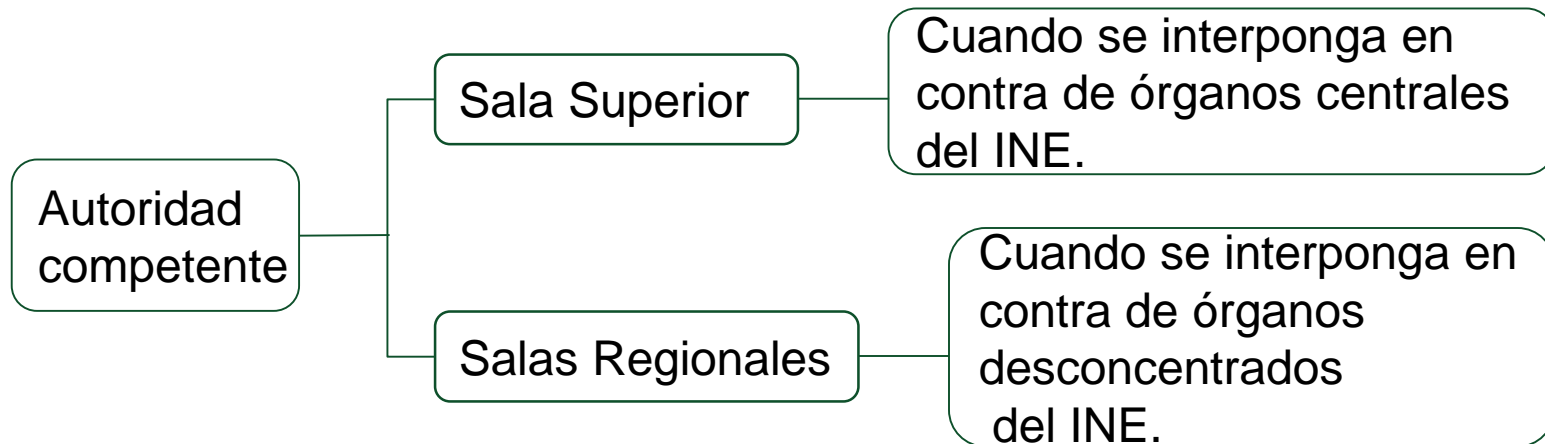 Autoridad
competente
Sala Superior
Cuando se interponga en
contra de órganos centrales
del INE.
Salas Regionales
Cuando se interponga en
contra de órganos
desconcentrados
del INE.